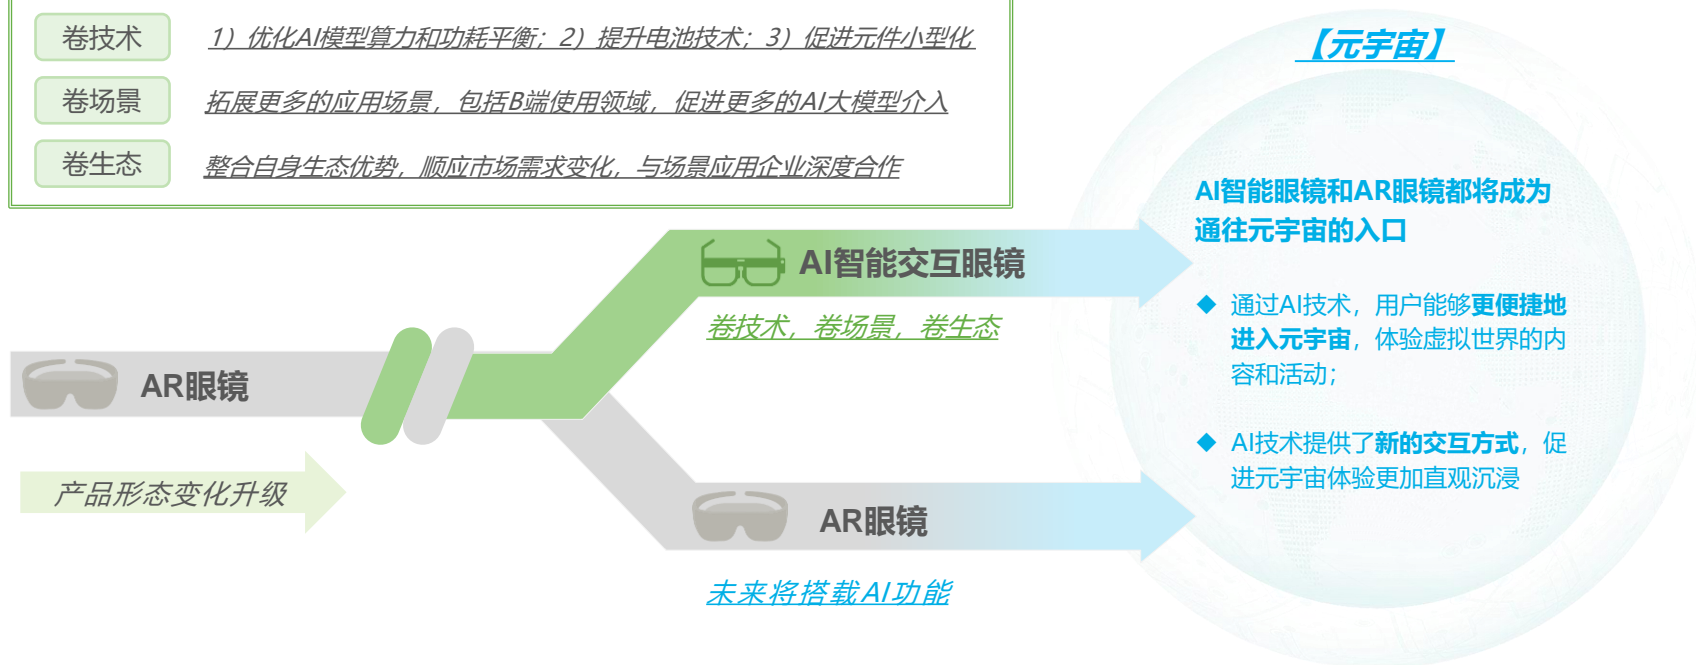 卷技术 1）优化AI模型算力和功耗平衡；2）提升电池技术；3）促进元件小型化
卷场景 拓展更多的应用场景，包括B端使用领域，促进更多的AI大模型介入
卷生态 整合自身生态优势，顺应市场需求变化，与场景应用企业深度合作
AR眼镜
产品形态变化升级
AI智能交互眼镜
卷技术，卷场景，卷生态
AR眼镜
未来将搭载AI功能
【元宇宙】
AI智能眼镜和AR眼镜都将成为
通往元宇宙的入口
◆ 通过AI技术，用户能够更便捷地
进入元宇宙，体验虚拟世界的内
容和活动；
◆ AI技术提供了新的交互方式，促
进元宇宙体验更加直观沉浸